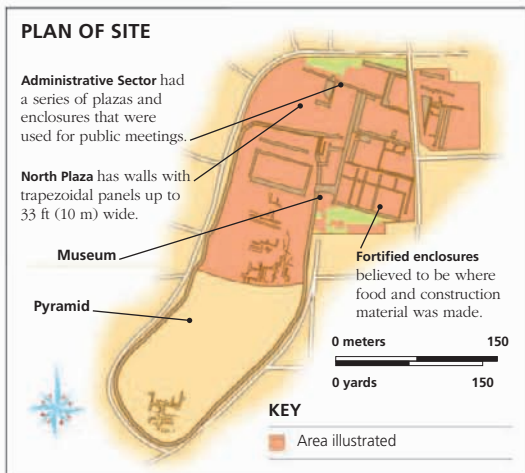 PLAN OF SITE
Administrative Sector had
a series of plazas and
enclosures that were
used for public meetings.
North Plaza has walls with
trapezoidal panels up to
33 ft (10 m) wide.
Museum
Pyramid
Fortified enclosures
believed to be where
food and construction
material was made.
0 meters 150
0 yards 150
KEY
Area illustrated